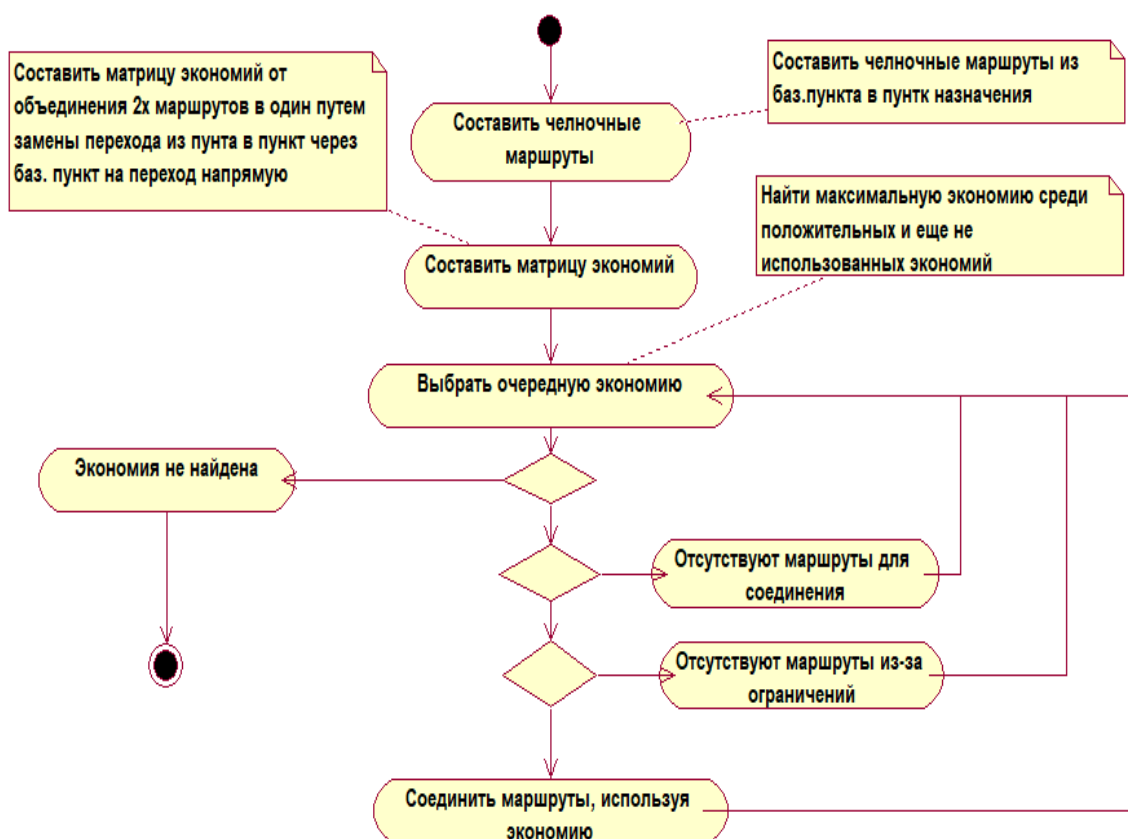 Составить матрицу экономий от
объединения 2х маршрутов в один путем
замены перехода из пунта в пункт через
баз. пункт на переход напрямую
Составить челночные маршруты из
баз.пункта в пунтк назначения
Составить челночные
маршруты
Найти максимальную экономию среди
положительных и еще не
использованных экономий
Составить матрицу экономий
Выбрать очередную экономию
Экономия не найдена
Отсутствуют маршруты для
соединения
Отсутствуют маршруты из-за
ограничений
Соединить маршруты, используя
экономию